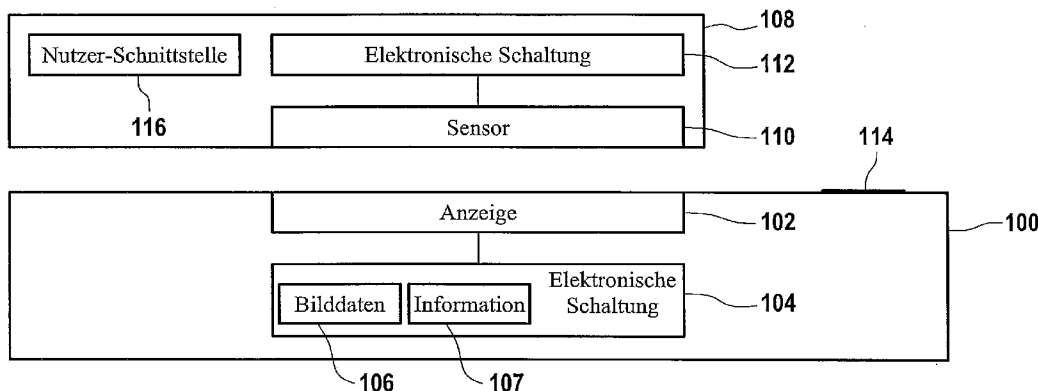 108
Nutzer-Schnittstelle
Elektronische Schaltung
112
116
Sensor
110
114
Anzeige
102
100
Elektronische
Schaltung
104
Bilddaten
Information
106
107